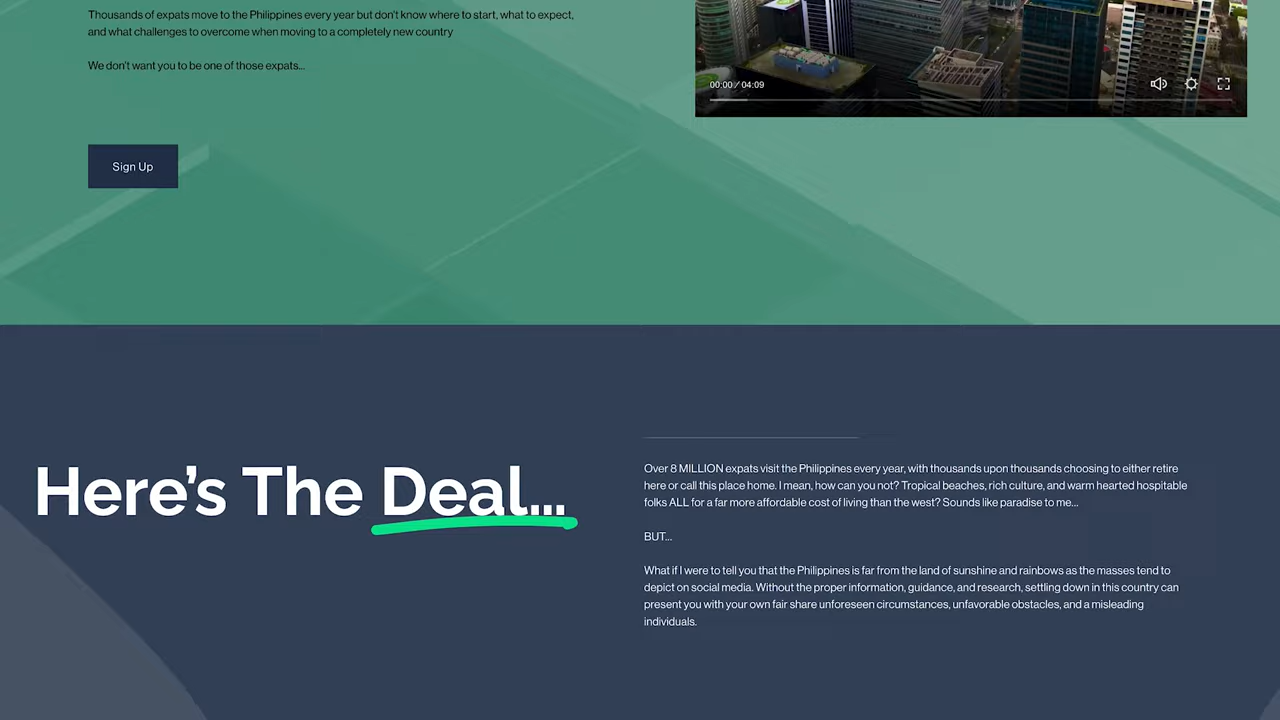 Thousands of expats move to the Philippines every year but don't know where to start, what to expect,
and what challenges to overcome when moving to a completely new country
We don't want you to be one of those expats...
00:00 / 04:09
Sign Up
Here's The Deal...
Over 8 MILLION expats visit the Philippines every year, with thousands upon thousands choosing to either retire
here or call this place home. I mean, how can you not? Tropical beaches, rich culture, and warm hearted hospitable
folks ALL for a far more affordable cost of living than the west? Sounds like paradise to me...
BUT...
What if I were to tell you that the Philippines is far from the land of sunshine and rainbows as the masses tend to
depict on social media. Without the proper information, guidance, and research, settling down in this country can
present you with your own fair share unforeseen circumstances, unfavorable obstacles, and a misleading
individuals.